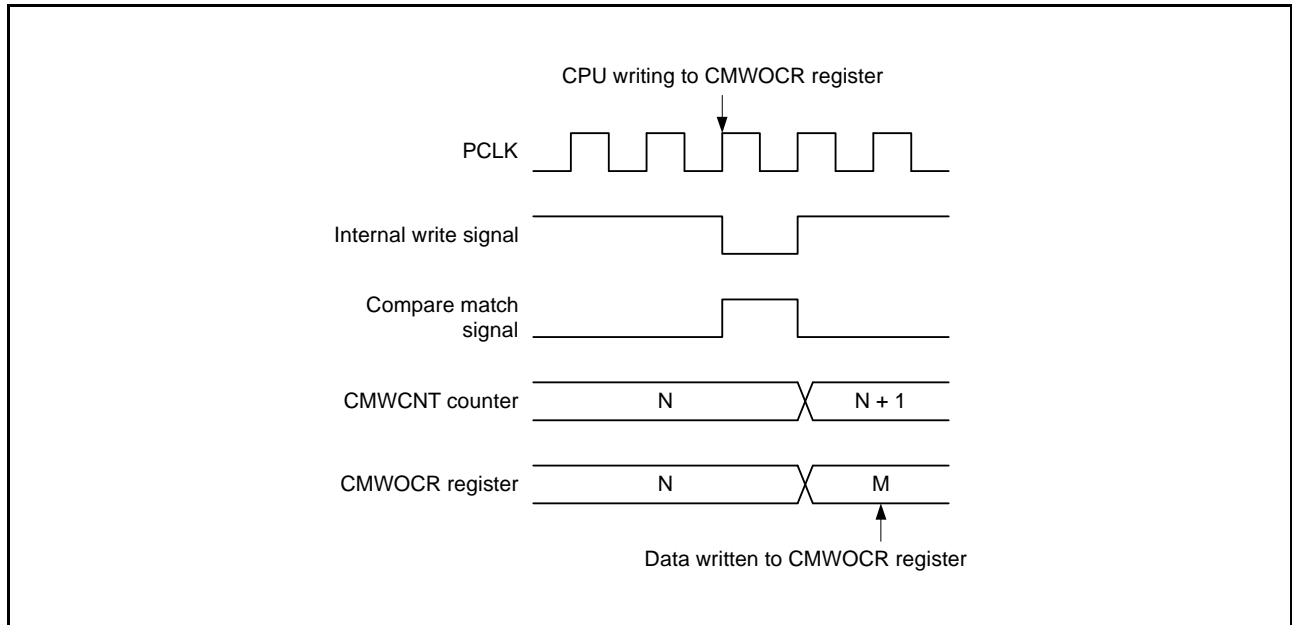 CPU writing to CMWOCR register
PCLK
Internal write signal
Compare match
signal
CMWCNT counter
N
N + 1
CMWOCR register
N
M
Data written to CMWOCR register